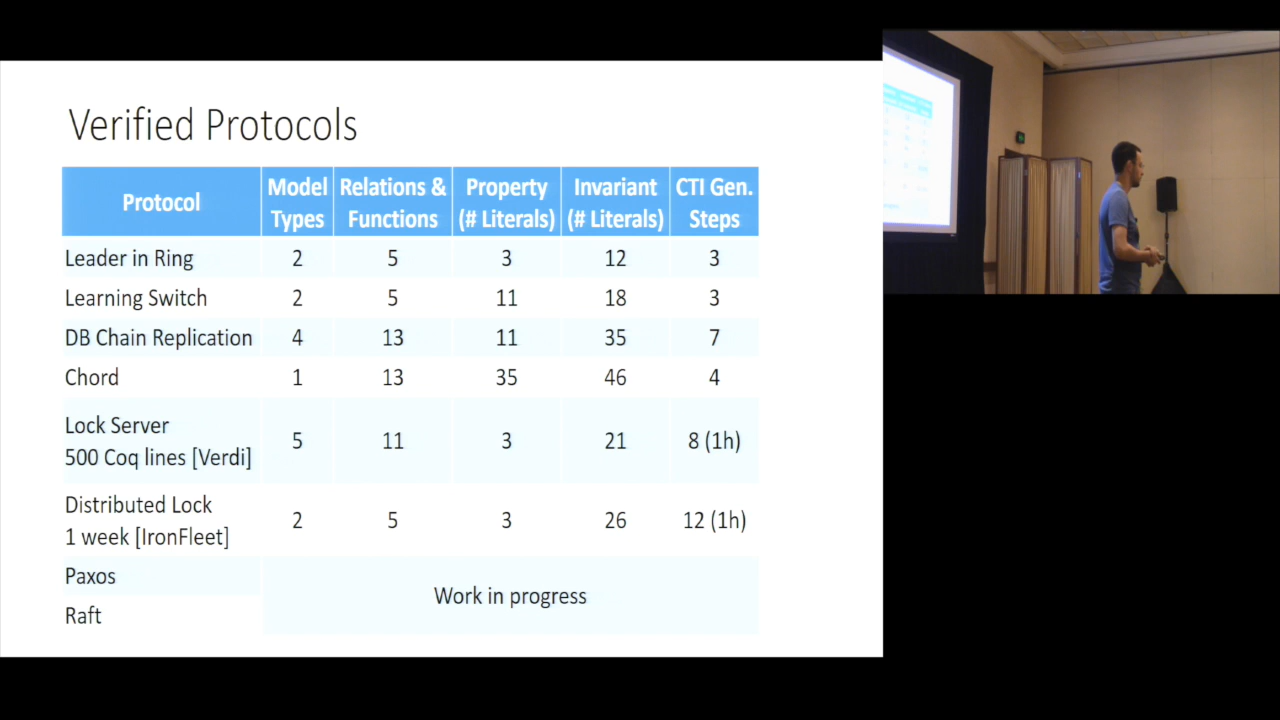 Verified Protocols
Protocol Model Types Relations & Functions Property (# Literals) Invariant (# Literals) CTI Gen. Steps
Leader in Ring 2 5 3 12 3
Learning Switch 2 5 11 18 3
DB Chain Replication 4 13 11 35 7
Chord 1 13 35 46 4
Lock Server
500 Coq lines [Verdi] 5 11 3 21 8 (1h)
Distributed Lock
1 week [IronFleet] 2 5 3 26 12 (1h)
Paxos
Work in progress
Raft